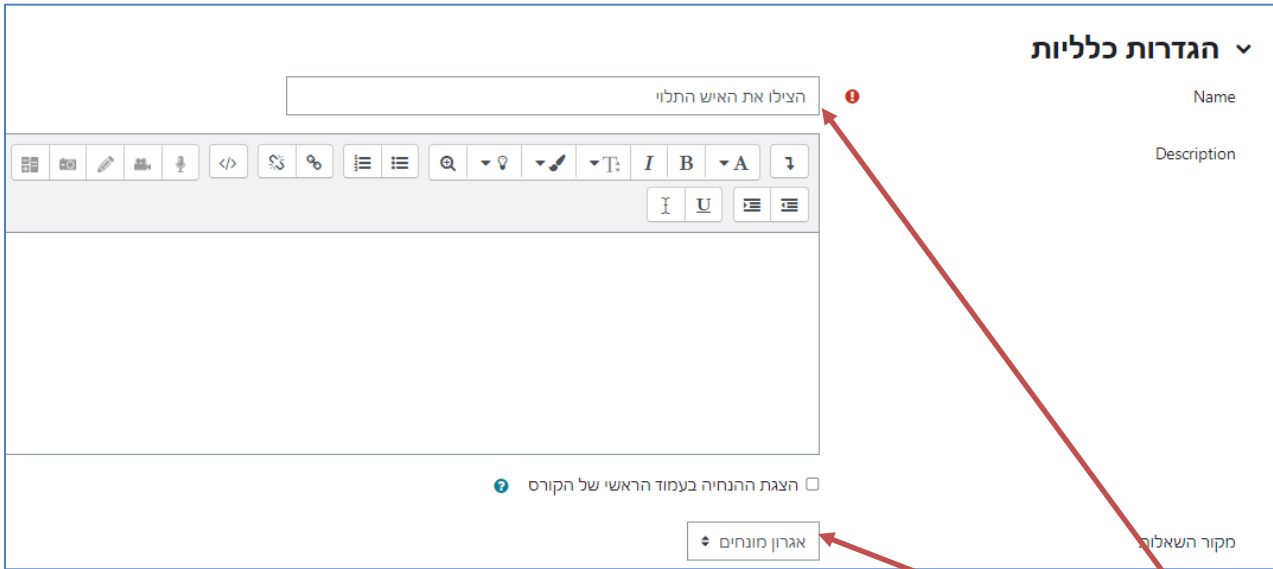 הגדרות כלליות
Name
הצילו את האיש התלוי
Description
A B I T
U I
הצגת ההנחיה בעמוד הראשי של הקורס
מקור השאלות
אגרון מונחים